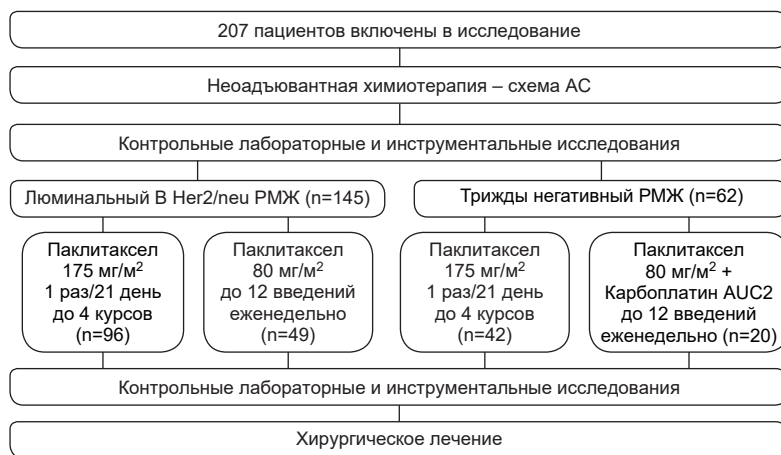 207 пациентов включены в исследование
Неоадъювантная химиотерапия – схема АС
Контрольные лабораторные и инструментальные исследования
Люминальный В Her2/neu РМЖ (n=145)
Трижды негативный РМЖ (n=62)
Паклитаксел
175 мг/м²
1 раз/21 день
до 4 курсов
(n=96)
Паклитаксел
80 мг/м²
до 12 введений
еженедельно
(n=49)
Паклитаксел
175 мг/м²
1 раз/21 день
до 4 курсов
(n=42)
Паклитаксел
80 мг/м² +
Карбоплатин AUC2
до 12 введений
еженедельно (n=20)
Контрольные лабораторные и инструментальные исследования
Хирургическое лечение